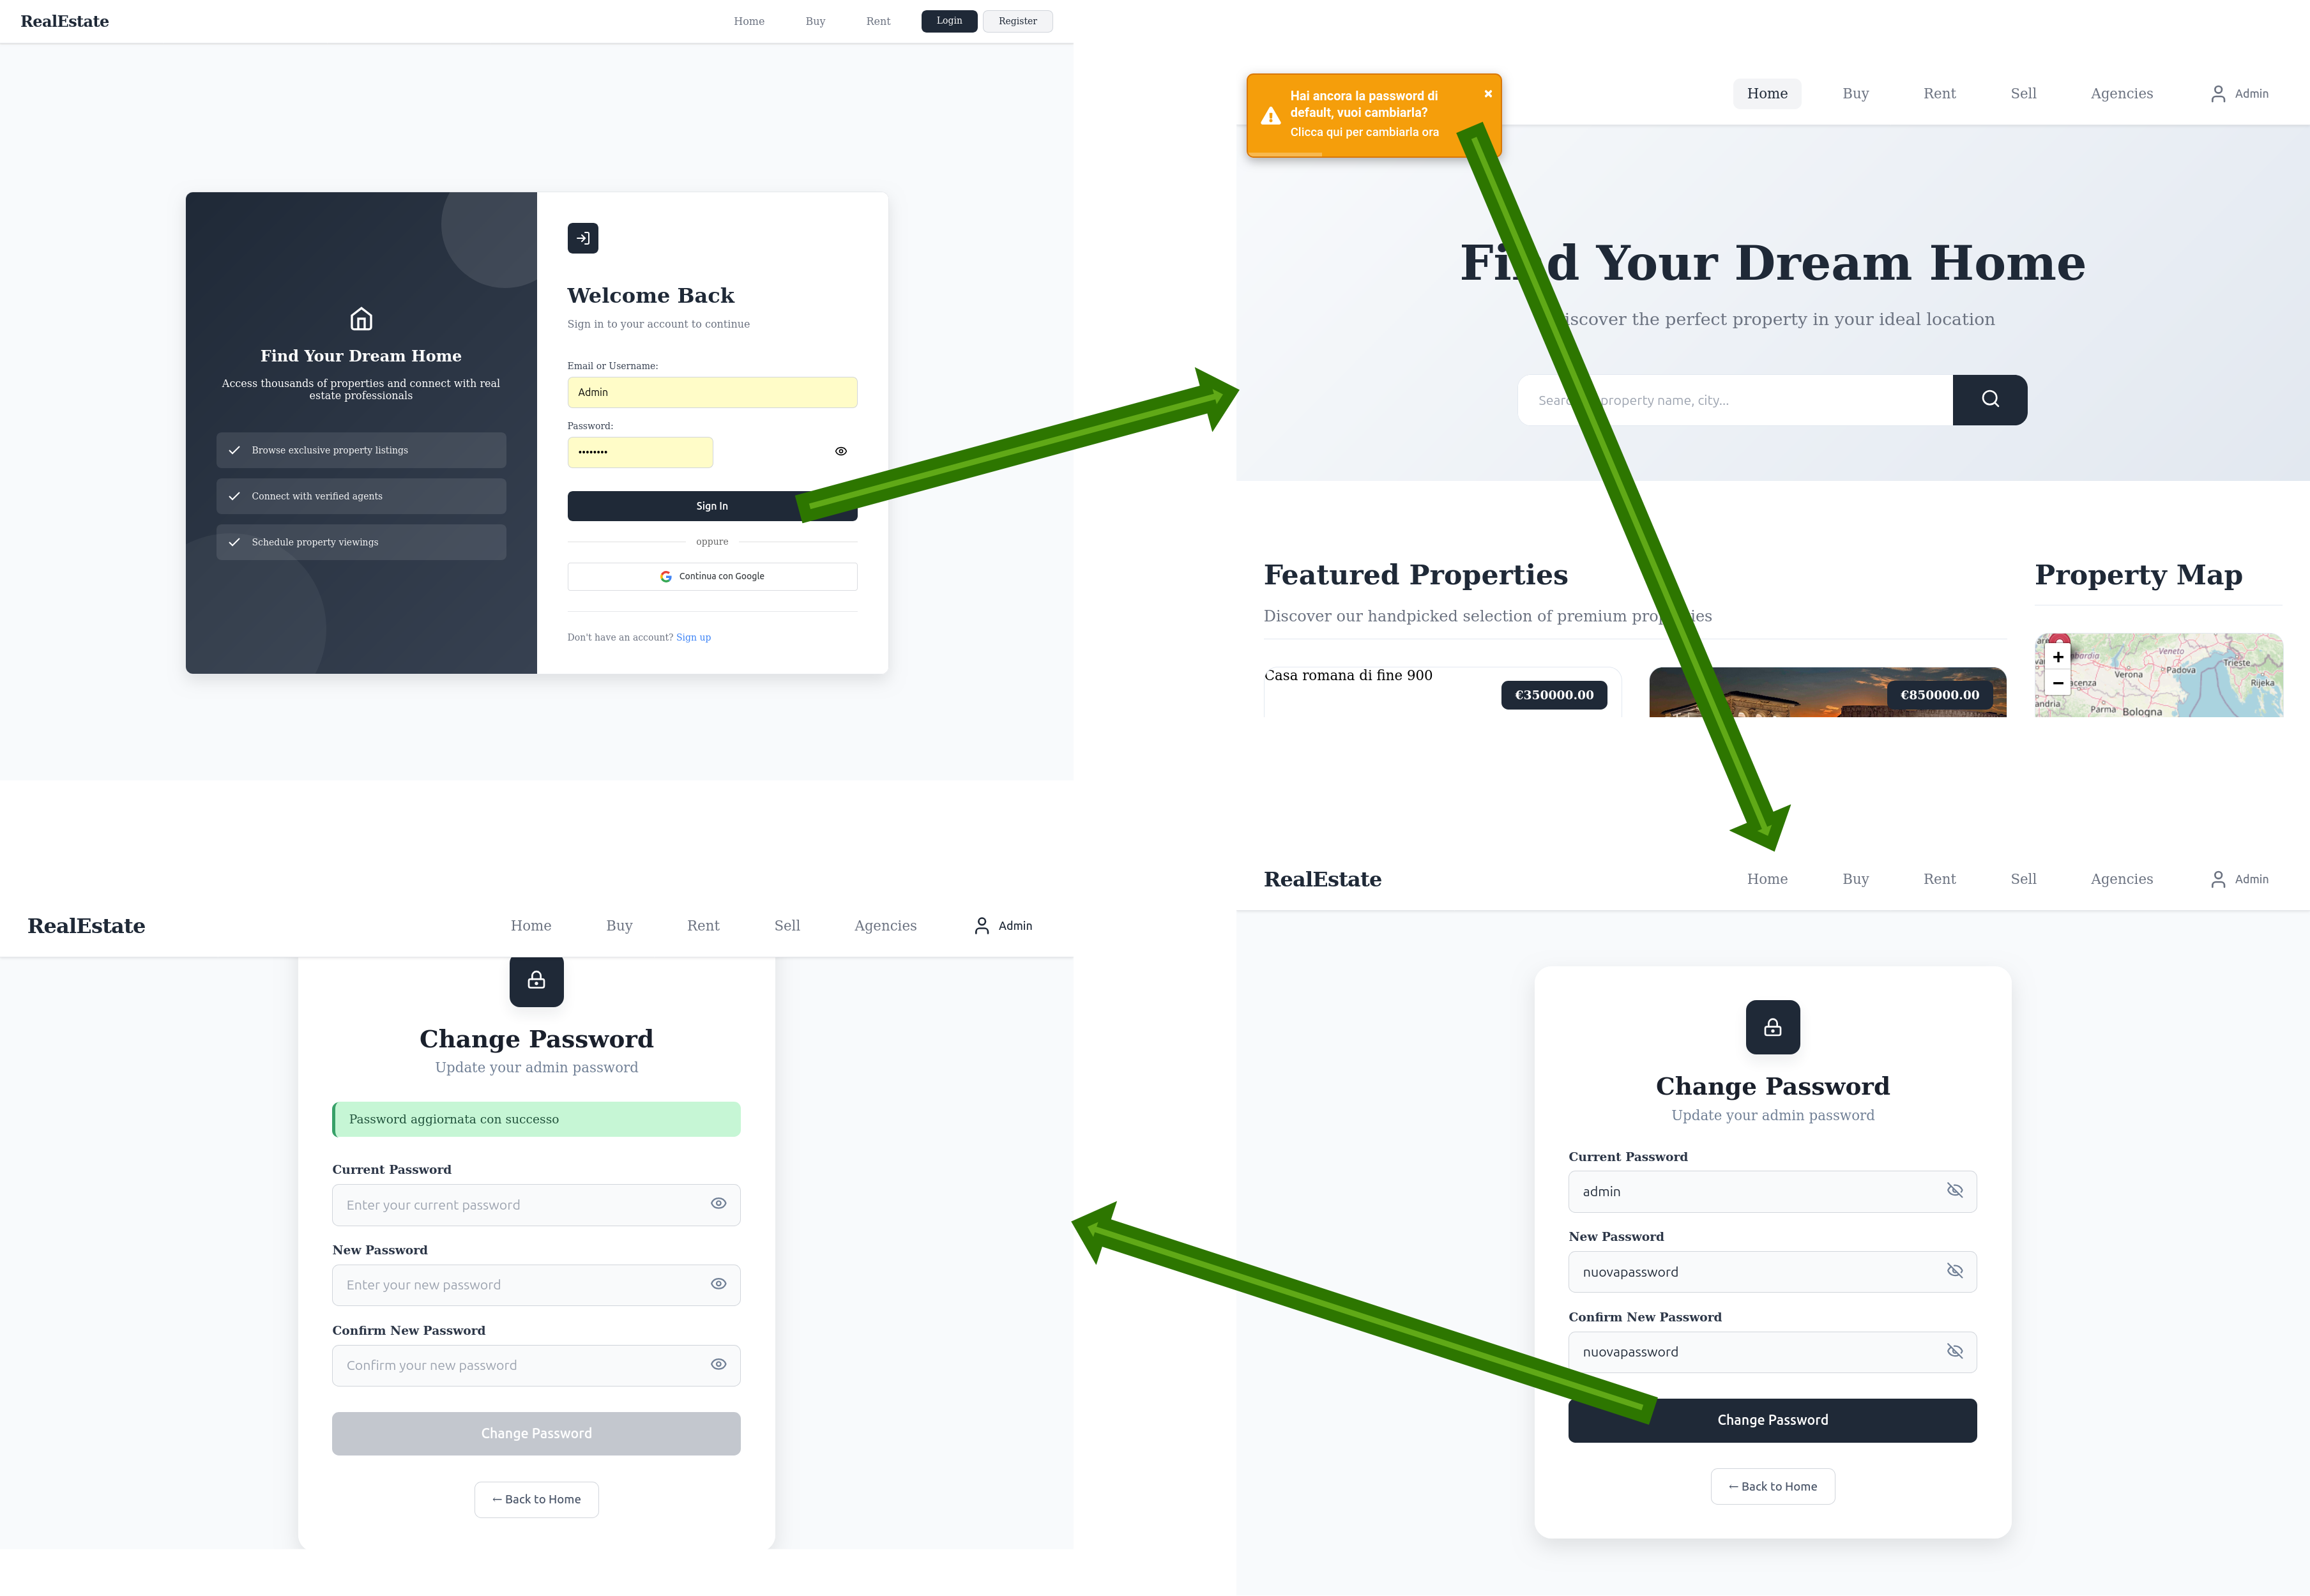 RealEstate
Home Buy Rent Login Register
Find Your Dream Home
Access thousands of properties and connect with real
estate professionals
Browse exclusive property listings
Connect with verified agents
Schedule property viewings
Welcome Back
Sign in to your account to continue
Email or Username:
Admin
Password:
••••••••
Sign In
oppure
Continua con Google
Don't have an account? Sign up
Hai ancora la password di
default, vuoi cambiarla?
Clicca qui per cambiarla ora
Home Buy Rent Sell Agencies Admin
Find Your Dream Home
Discover the perfect property in your ideal location
property name, city...
Featured Properties
Discover our handpicked selection of premium properties
Casa romana di fine 900
€350000.00
€850000.00
Property Map
+
−
Veneto
Trieste
Padova
Verona
Rijeka
Parma
Bologna
RealEstate
Home Buy Rent Sell Agencies Admin
Change Password
Update your admin password
Current Password
admin
New Password
nuovapassword
Confirm New Password
nuovapassword
Change Password
← Back to Home
RealEstate
Home Buy Rent Sell Agencies Admin
Change Password
Update your admin password
Password aggiornata con successo
Current Password
Enter your current password
New Password
Enter your new password
Confirm New Password
Confirm your new password
Change Password
← Back to Home